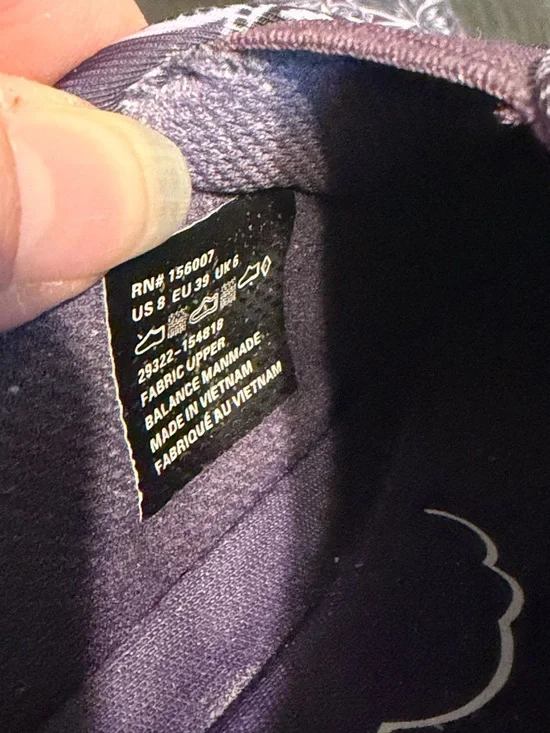 RN# 156007
US 8 EU 39 UK 6
29322-154818
FABRIC UPPER
BALANCE MANMADE
MADE IN VIETNAM
FABRIQUÉ AU VIETNAM